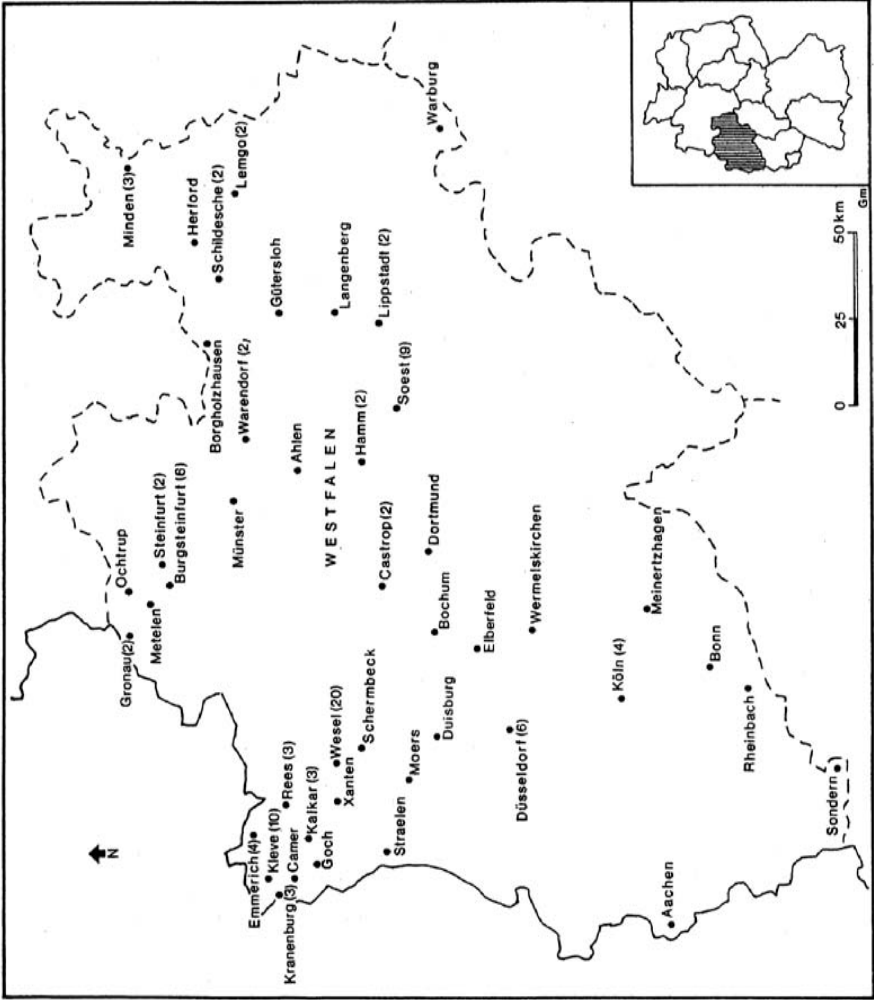 Minden (3)
Herford
Schildesche (2)
Lemgo (2)
Warburg
Gütersloh
Langenberg
Lippstadt (2)
Borgholzhausen
Warendorf (2)
Soest (9)
Ahlen
Hamm (2)
WESTFALEN
Ochtrup
Steinfurt (2)
Burgsteinfurt (6)
Münster
Castrop (2)
Dortmund
Gronau (2)
Metelen
Bochum
Elberfeld
Wermelskirchen
Meinertzhagen
Schermbeck
Wesel (20)
Duisburg
Köln (4)
Bonn
Rees (3)
Xanten
Moers
Düsseldorf (6)
Rheinbach
N
Emmerich (4)
Kleve (10)
Camer
Kalkar (3)
Goch
Straelen
Sondern
Kranenburg (3)
Aachen
0 25 50 km
Gm